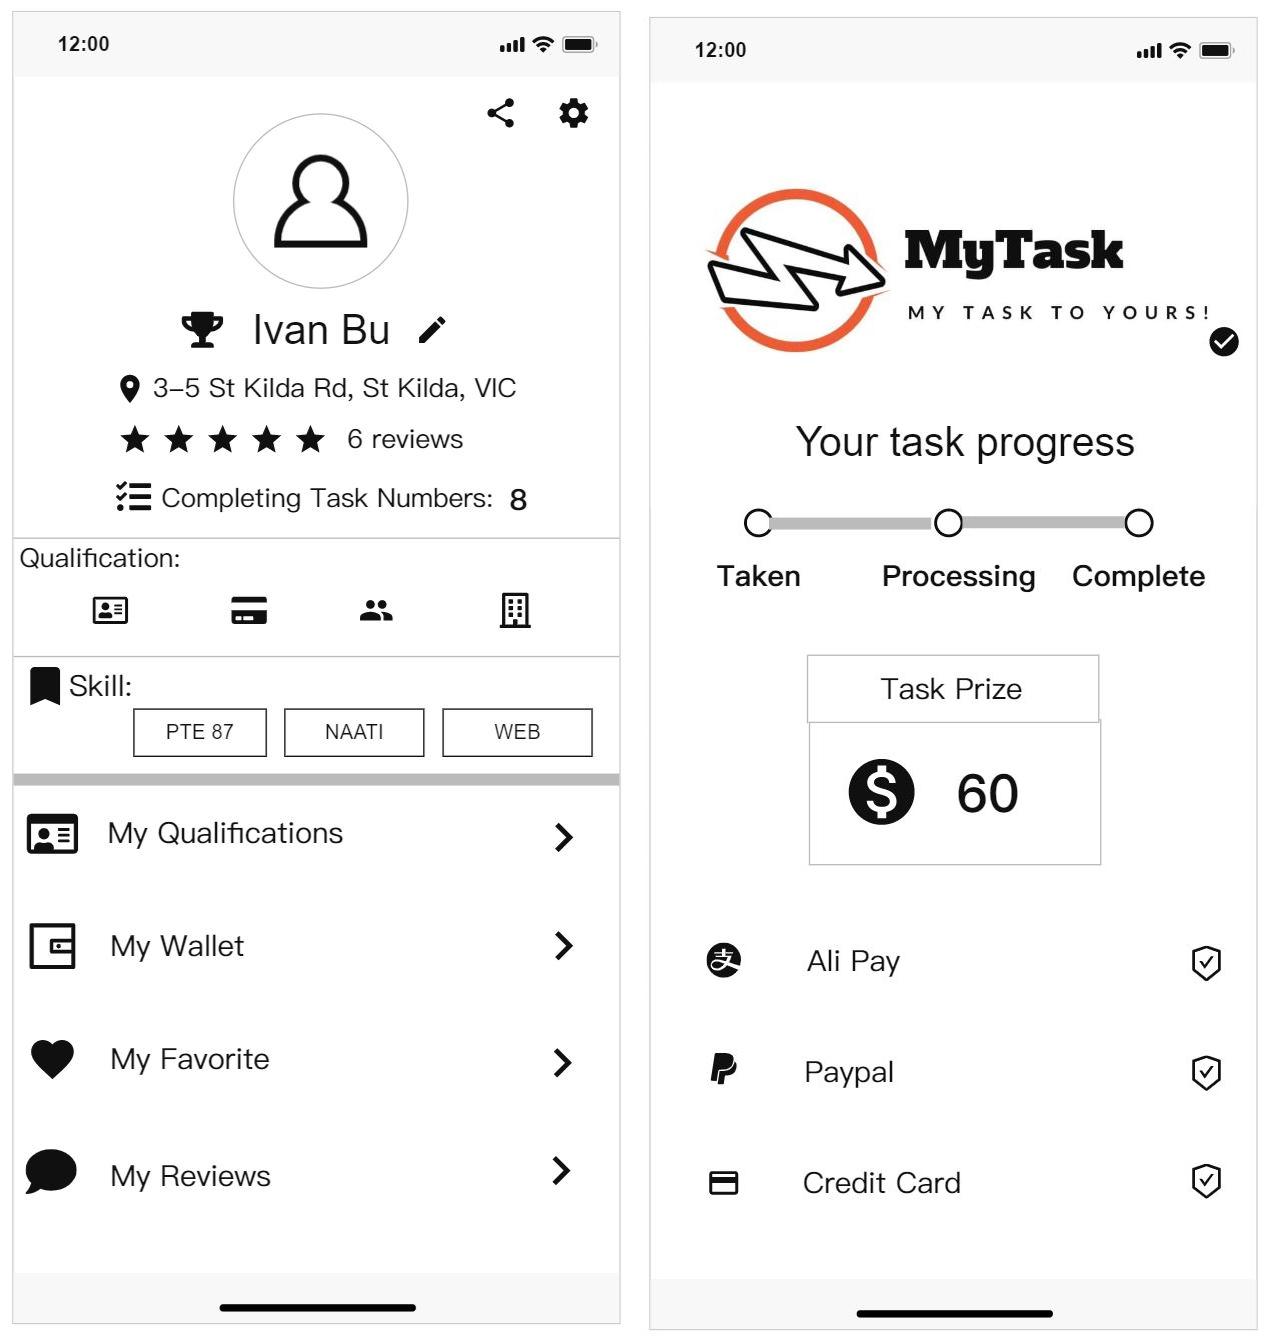 12:00
Ivan Bu
3–5 St Kilda Rd, St Kilda, VIC
6 reviews
Completing Task Numbers: 8
Qualification:
Skill:
PTE 87 NAATI WEB
My Qualifications
My Wallet
My Favorite
My Reviews
12:00
MyTask
MY TASK TO YOURS!
Your task progress
Taken Processing Complete
Task Prize
$ 60
支 Ali Pay
Paypal
Credit Card